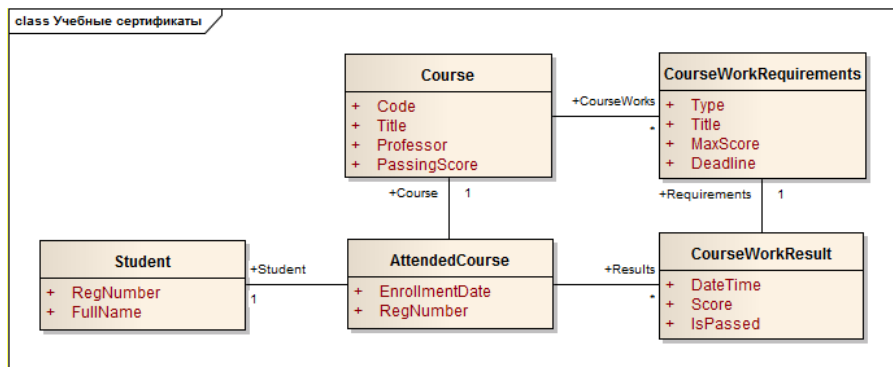 class Учебные сертификаты
Course
+ Code
+ Title
+ Professor
+ PassingScore
+CourseWorks
*
CourseWorkRequirements
+ Type
+ Title
+ MaxScore
+ Deadline
+Course 1
+Requirements 1
Student
+ RegNumber
+ FullName
+Student
1
AttendedCourse
+ EnrollmentDate
+ RegNumber
+Results
*
CourseWorkResult
+ DateTime
+ Score
+ IsPassed